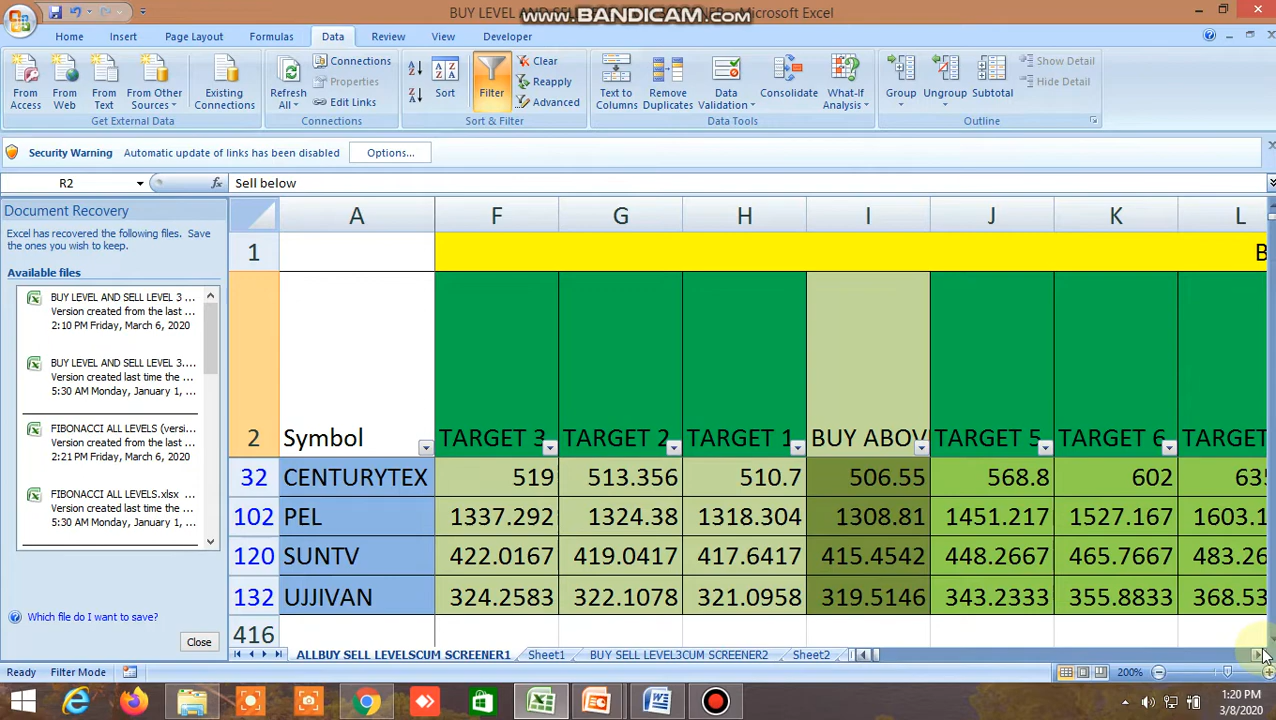 BUY LEVEL AND SELL
www.BANDICAM.com
Microsoft Excel
Home Insert Page Layout Formulas Data Review View Developer
From Access
From Web
From Text
From Other Sources
Existing Connections
Get External Data
Refresh All
Connections
Properties
Edit Links
Connections
Sort
Filter
Clear
Reapply
Advanced
Sort & Filter
Text to Columns
Remove Duplicates
Data Validation
Consolidate
What-If Analysis
Data Tools
Group
Ungroup
Subtotal
Show Detail
Hide Detail
Outline
Security Warning Automatic update of links has been disabled Options...
R2 fx Sell below
Document Recovery
Excel has recovered the following files. Save
the ones you wish to keep.
Available files
BUY LEVEL AND SELL LEVEL 3 ...
Version created from the last ...
2:10 PM Friday, March 6, 2020
BUY LEVEL AND SELL LEVEL 3....
Version created last time the ...
5:30 AM Monday, January 1, ...
FIBONACCI ALL LEVELS (versi...
Version created from the last ...
2:21 PM Friday, March 6, 2020
FIBONACCI ALL LEVELS.xlsx ...
Version created last time the ...
5:30 AM Monday, January 1, ...
Which file do I want to save?
Close
A F G H I J K L
1 B
2 Symbol TARGET 3 TARGET 2 TARGET 1 BUY ABOV TARGET 5 TARGET 6 TARGET
32 CENTURYTEX 519 513.356 510.7 506.55 568.8 602 635
102 PEL 1337.292 1324.38 1318.304 1308.81 1451.217 1527.167 1603.1
120 SUNTV 422.0167 419.0417 417.6417 415.4542 448.2667 465.7667 483.26
132 UJJIVAN 324.2583 322.1078 321.0958 319.5146 343.2333 355.8833 368.53
416
ALLBUY SELL LEVELSCUM SCREENER1 Sheet1 BUY SELL LEVEL3CUM SCREENER2 Sheet2
Ready Filter Mode 200%
1:20 PM
3/8/2020